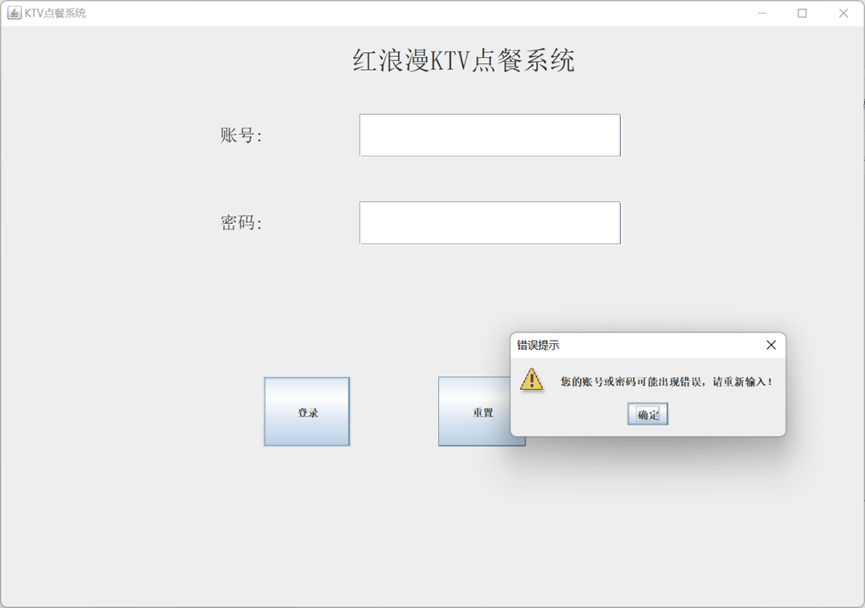 KTV点餐系统
红浪漫KTV点餐系统
账号:
密码:
错误提示
您的账号或密码可能出现错误，请重新输入！
确定
登录
重置